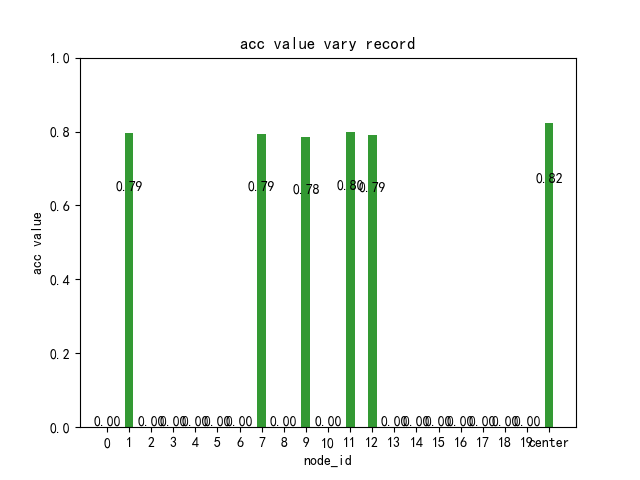 acc value vary record
acc value
1.0
0.8
0.6
0.4
0.2
0.0
0.00 0.79 0.00 0.00 0.00 0.00 0.00 0.79 0.00 0.78 0.00 0.80 0.79 0.00 0.00 0.00 0.00 0.00 0.00 0.00 0.82
0 1 2 3 4 5 6 7 8 9 10 11 12 13 14 15 16 17 18 19 center
node_id